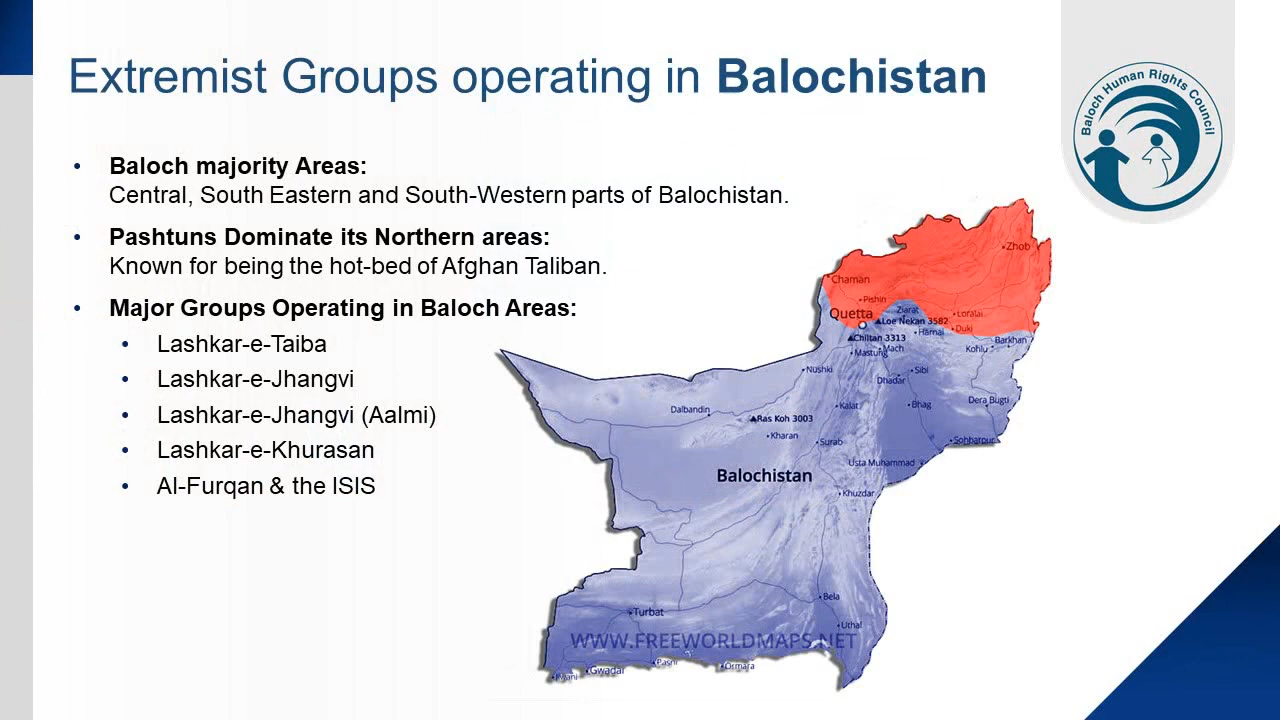 Extremist Groups operating in Balochistan
Baloch Human Rights Council
• Baloch majority Areas:
Central, South Eastern and South-Western parts of Balochistan.
• Pashtuns Dominate its Northern areas:
Known for being the hot-bed of Afghan Taliban.
• Major Groups Operating in Baloch Areas:
• Lashkar-e-Taiba
• Lashkar-e-Jhangvi
• Lashkar-e-Jhangvi (Aalmi)
• Lashkar-e-Khurasan
• Al-Furqan & the ISIS
Zhob
Chaman
Pishin
Ziarat
Quetta
Loralai
Loe Nekan 3582
Duki
Harnai
Chiltan 3313
Barkhan
Mach
Kohlu
Mastung
Nushki
Sibi
Dhadar
Dera Bugti
Kalat
Bhag
Dalbandin
Ras Koh 3003
Kharan
Surab
Sohbatpur
Usta Muhammad
Balochistan
Khuzdar
Bela
Turbat
Uthal
WWW.FREEWORLDMAPS.NET
Pasni
Ormara
Gwadar